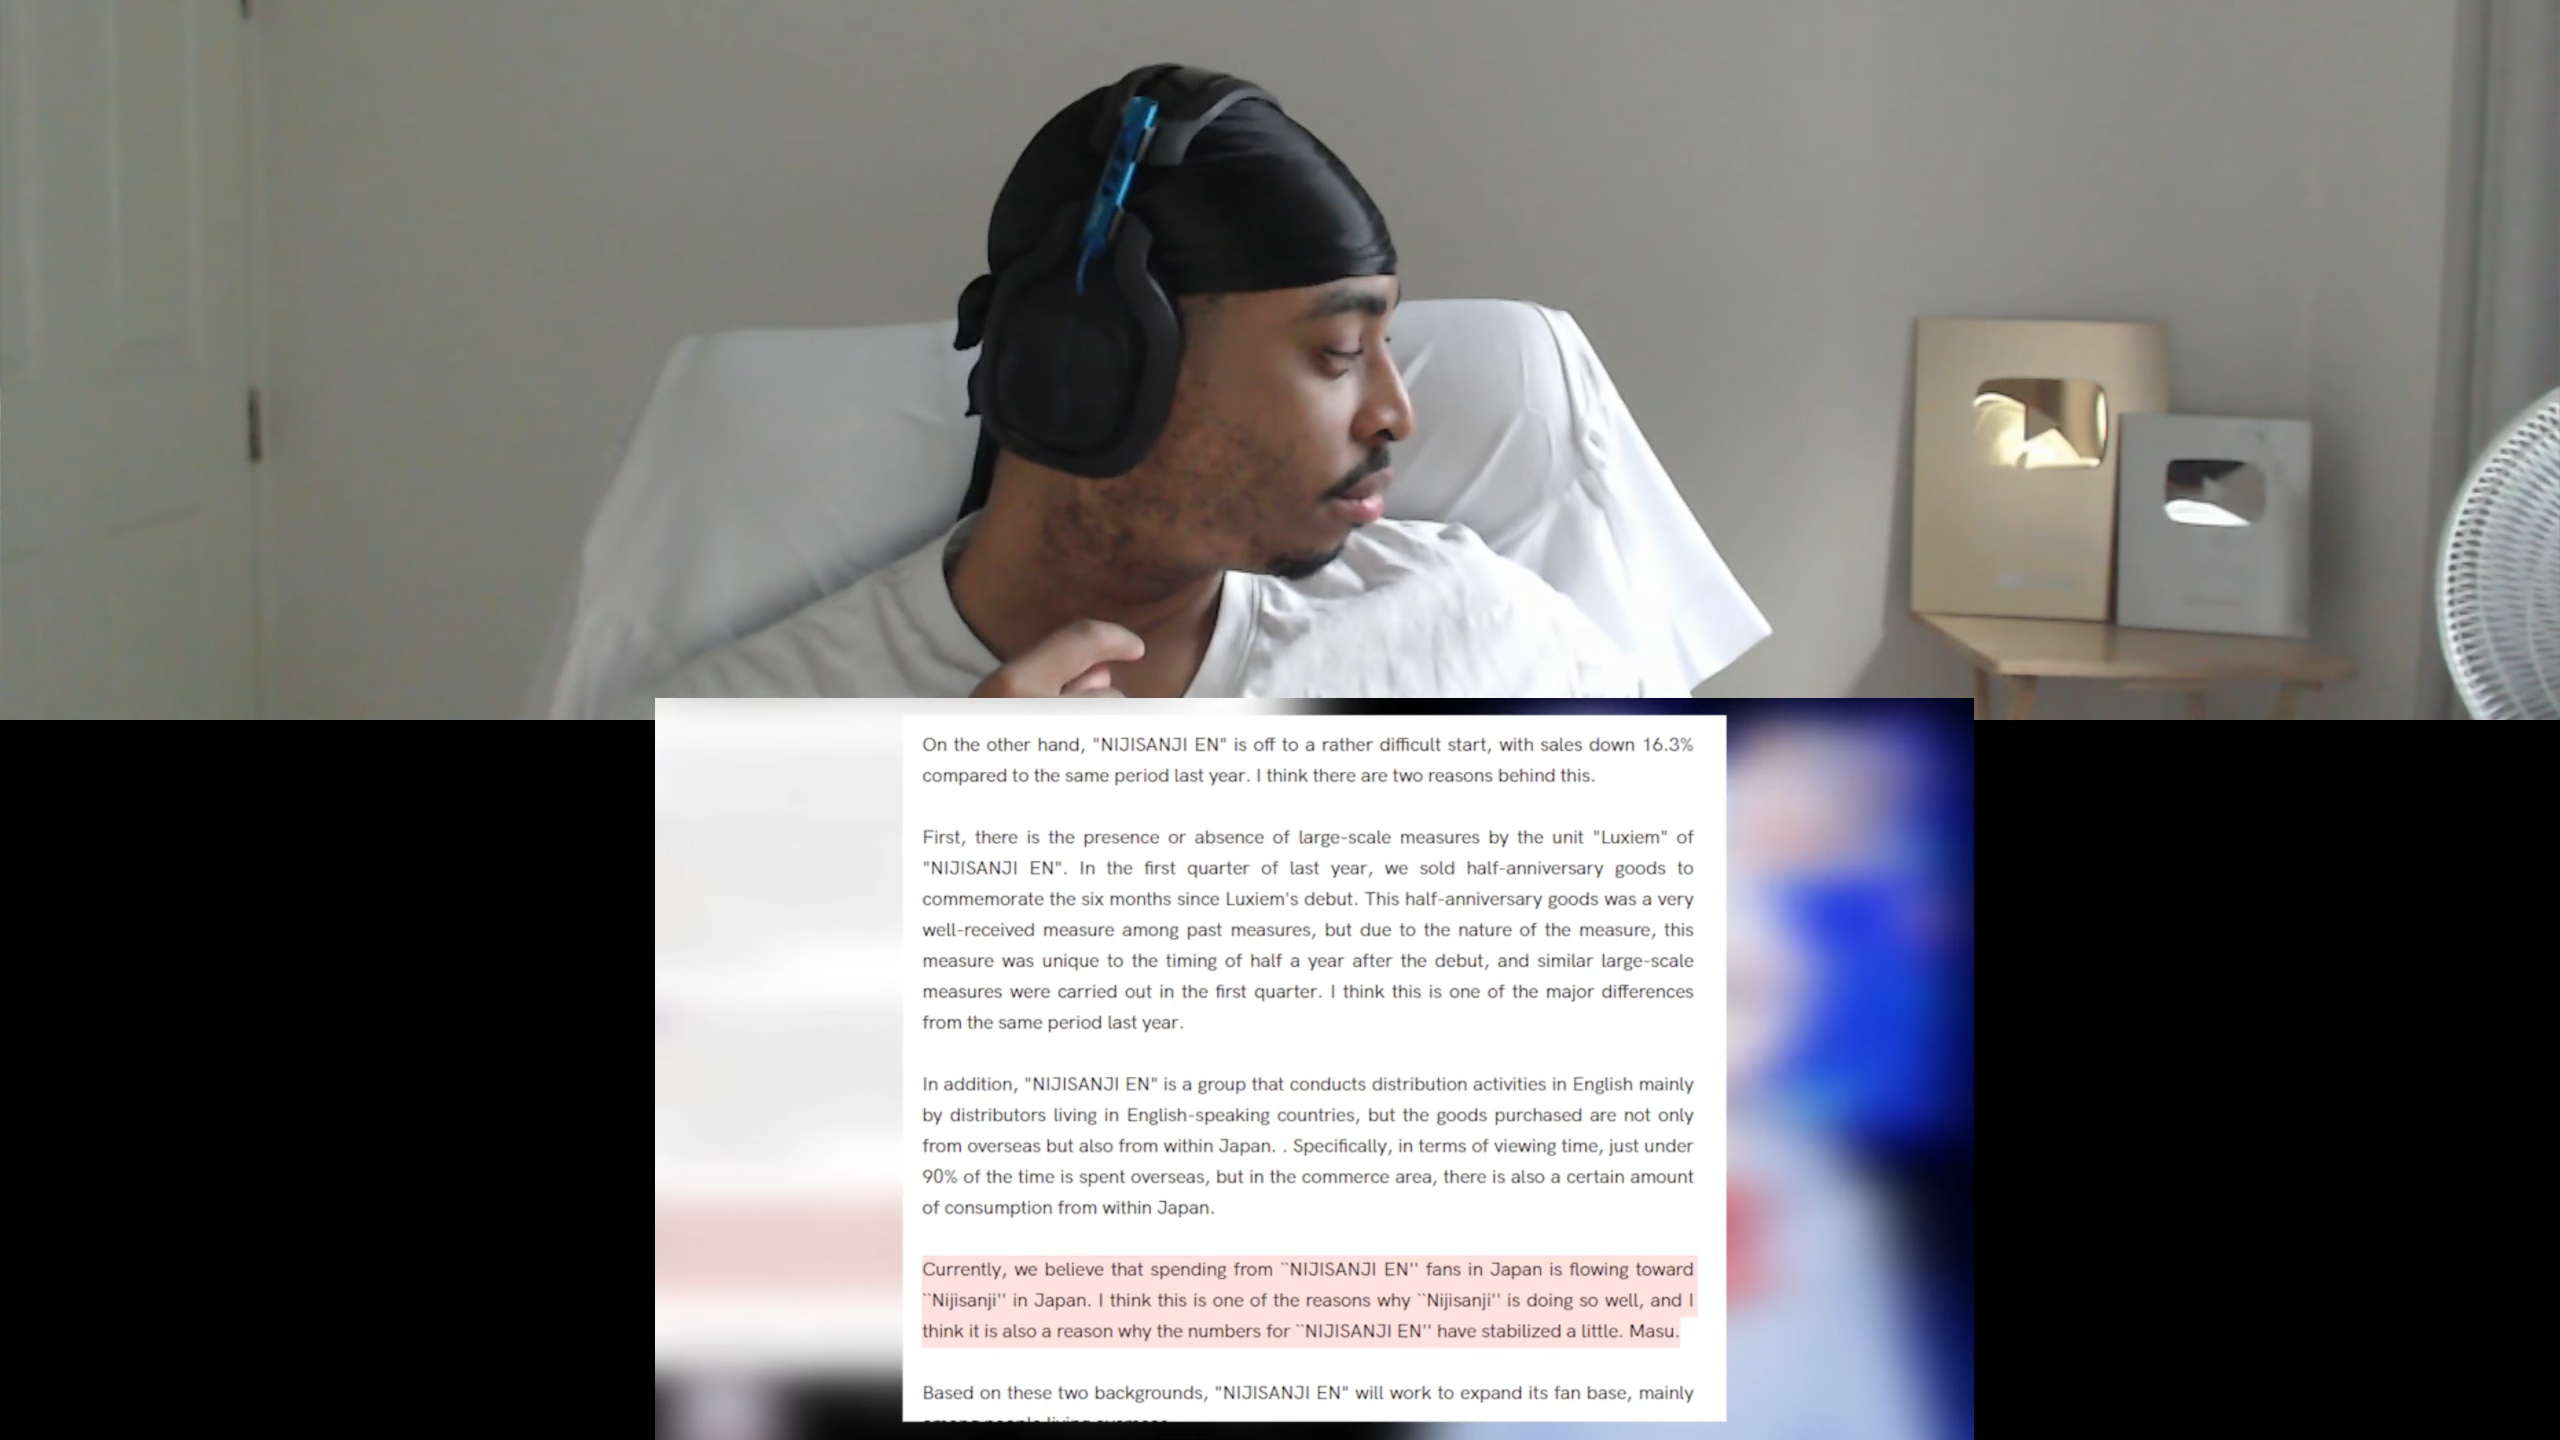 On the other hand, "NIJISANJI EN" is off to a rather difficult start, with sales down 16.3%
compared to the same period last year. I think there are two reasons behind this.
First, there is the presence or absence of large-scale measures by the unit "Luxiem" of
"NIJISANJI EN". In the first quarter of last year, we sold half-anniversary goods to
commemorate the six months since Luxiem's debut. This half-anniversary goods was a very
well-received measure among past measures, but due to the nature of the measure, this
measure was unique to the timing of half a year after the debut, and similar large-scale
measures were carried out in the first quarter. I think this is one of the major differences
from the same period last year.
In addition, "NIJISANJI EN" is a group that conducts distribution activities in English mainly
by distributors living in English-speaking countries, but the goods purchased are not only
from overseas but also from within Japan. . Specifically, in terms of viewing time, just under
90% of the time is spent overseas, but in the commerce area, there is also a certain amount
of consumption from within Japan.
Currently, we believe that spending from ``NIJISANJI EN'' fans in Japan is flowing toward
``Nijisanji'' in Japan. I think this is one of the reasons why ``Nijisanji'' is doing so well, and I
think it is also a reason why the numbers for ``NIJISANJI EN'' have stabilized a little. Masu.
Based on these two backgrounds, "NIJISANJI EN" will work to expand its fan base, mainly